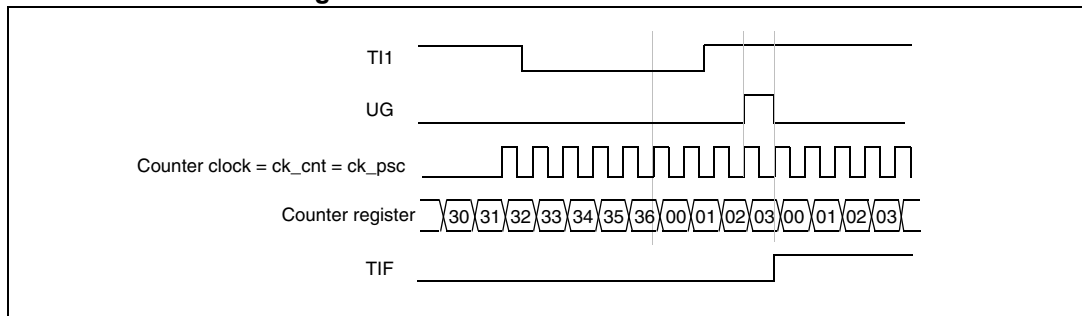 TI1
UG
Counter clock = ck_cnt = ck_psc
Counter register 30 31 32 33 34 35 36 00 01 02 03 00 01 02 03
TIF